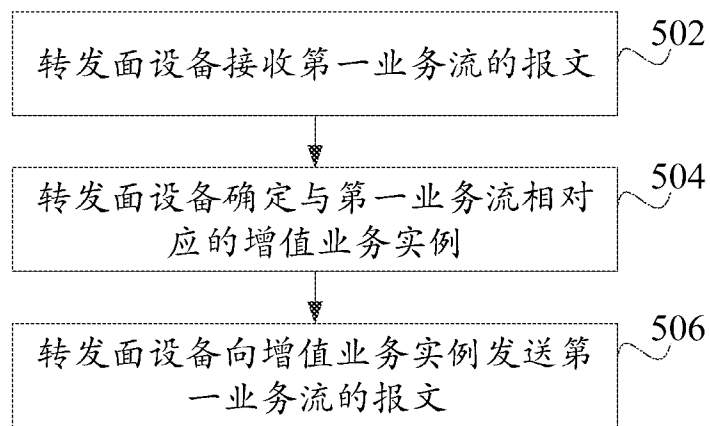 转发面设备接收第一业务流的报文
502
转发面设备确定与第一业务流相对
应的增值业务实例
504
转发面设备向增值业务实例发送第
一业务流的报文
506